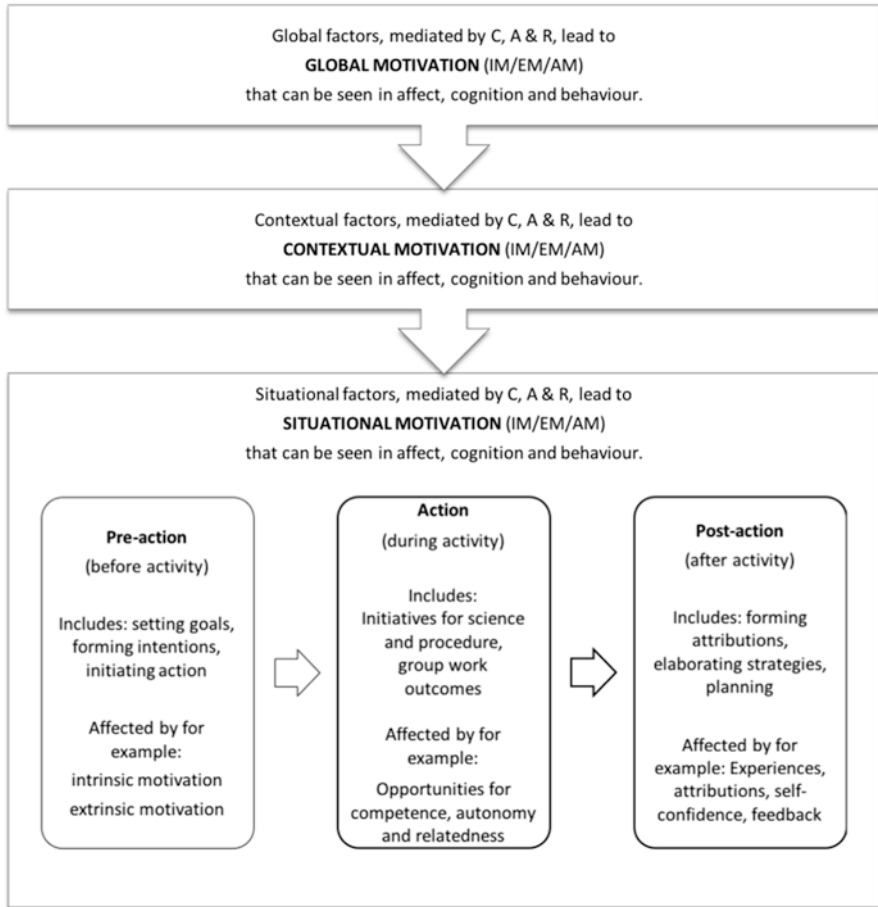 Global factors, mediated by C, A & R, lead to
GLOBAL MOTIVATION (IM/EM/AM)
that can be seen in affect, cognition and behaviour.
Contextual factors, mediated by C, A & R, lead to
CONTEXTUAL MOTIVATION (IM/EM/AM)
that can be seen in affect, cognition and behaviour.
Situational factors, mediated by C, A & R, lead to
SITUATIONAL MOTIVATION (IM/EM/AM)
that can be seen in affect, cognition and behaviour.
Pre-action
(before activity)
Includes: setting goals,
forming intentions,
initiating action
Affected by for
example:
intrinsic motivation
extrinsic motivation
Action
(during activity)
Includes:
Initiatives for science
and procedure,
group work
outcomes
Affected by for
example:
Opportunities for
competence, autonomy
and relatedness
Post-action
(after activity)
Includes: forming
attributions,
elaborating strategies,
planning
Affected by for
example: Experiences,
attributions, self-
confidence, feedback